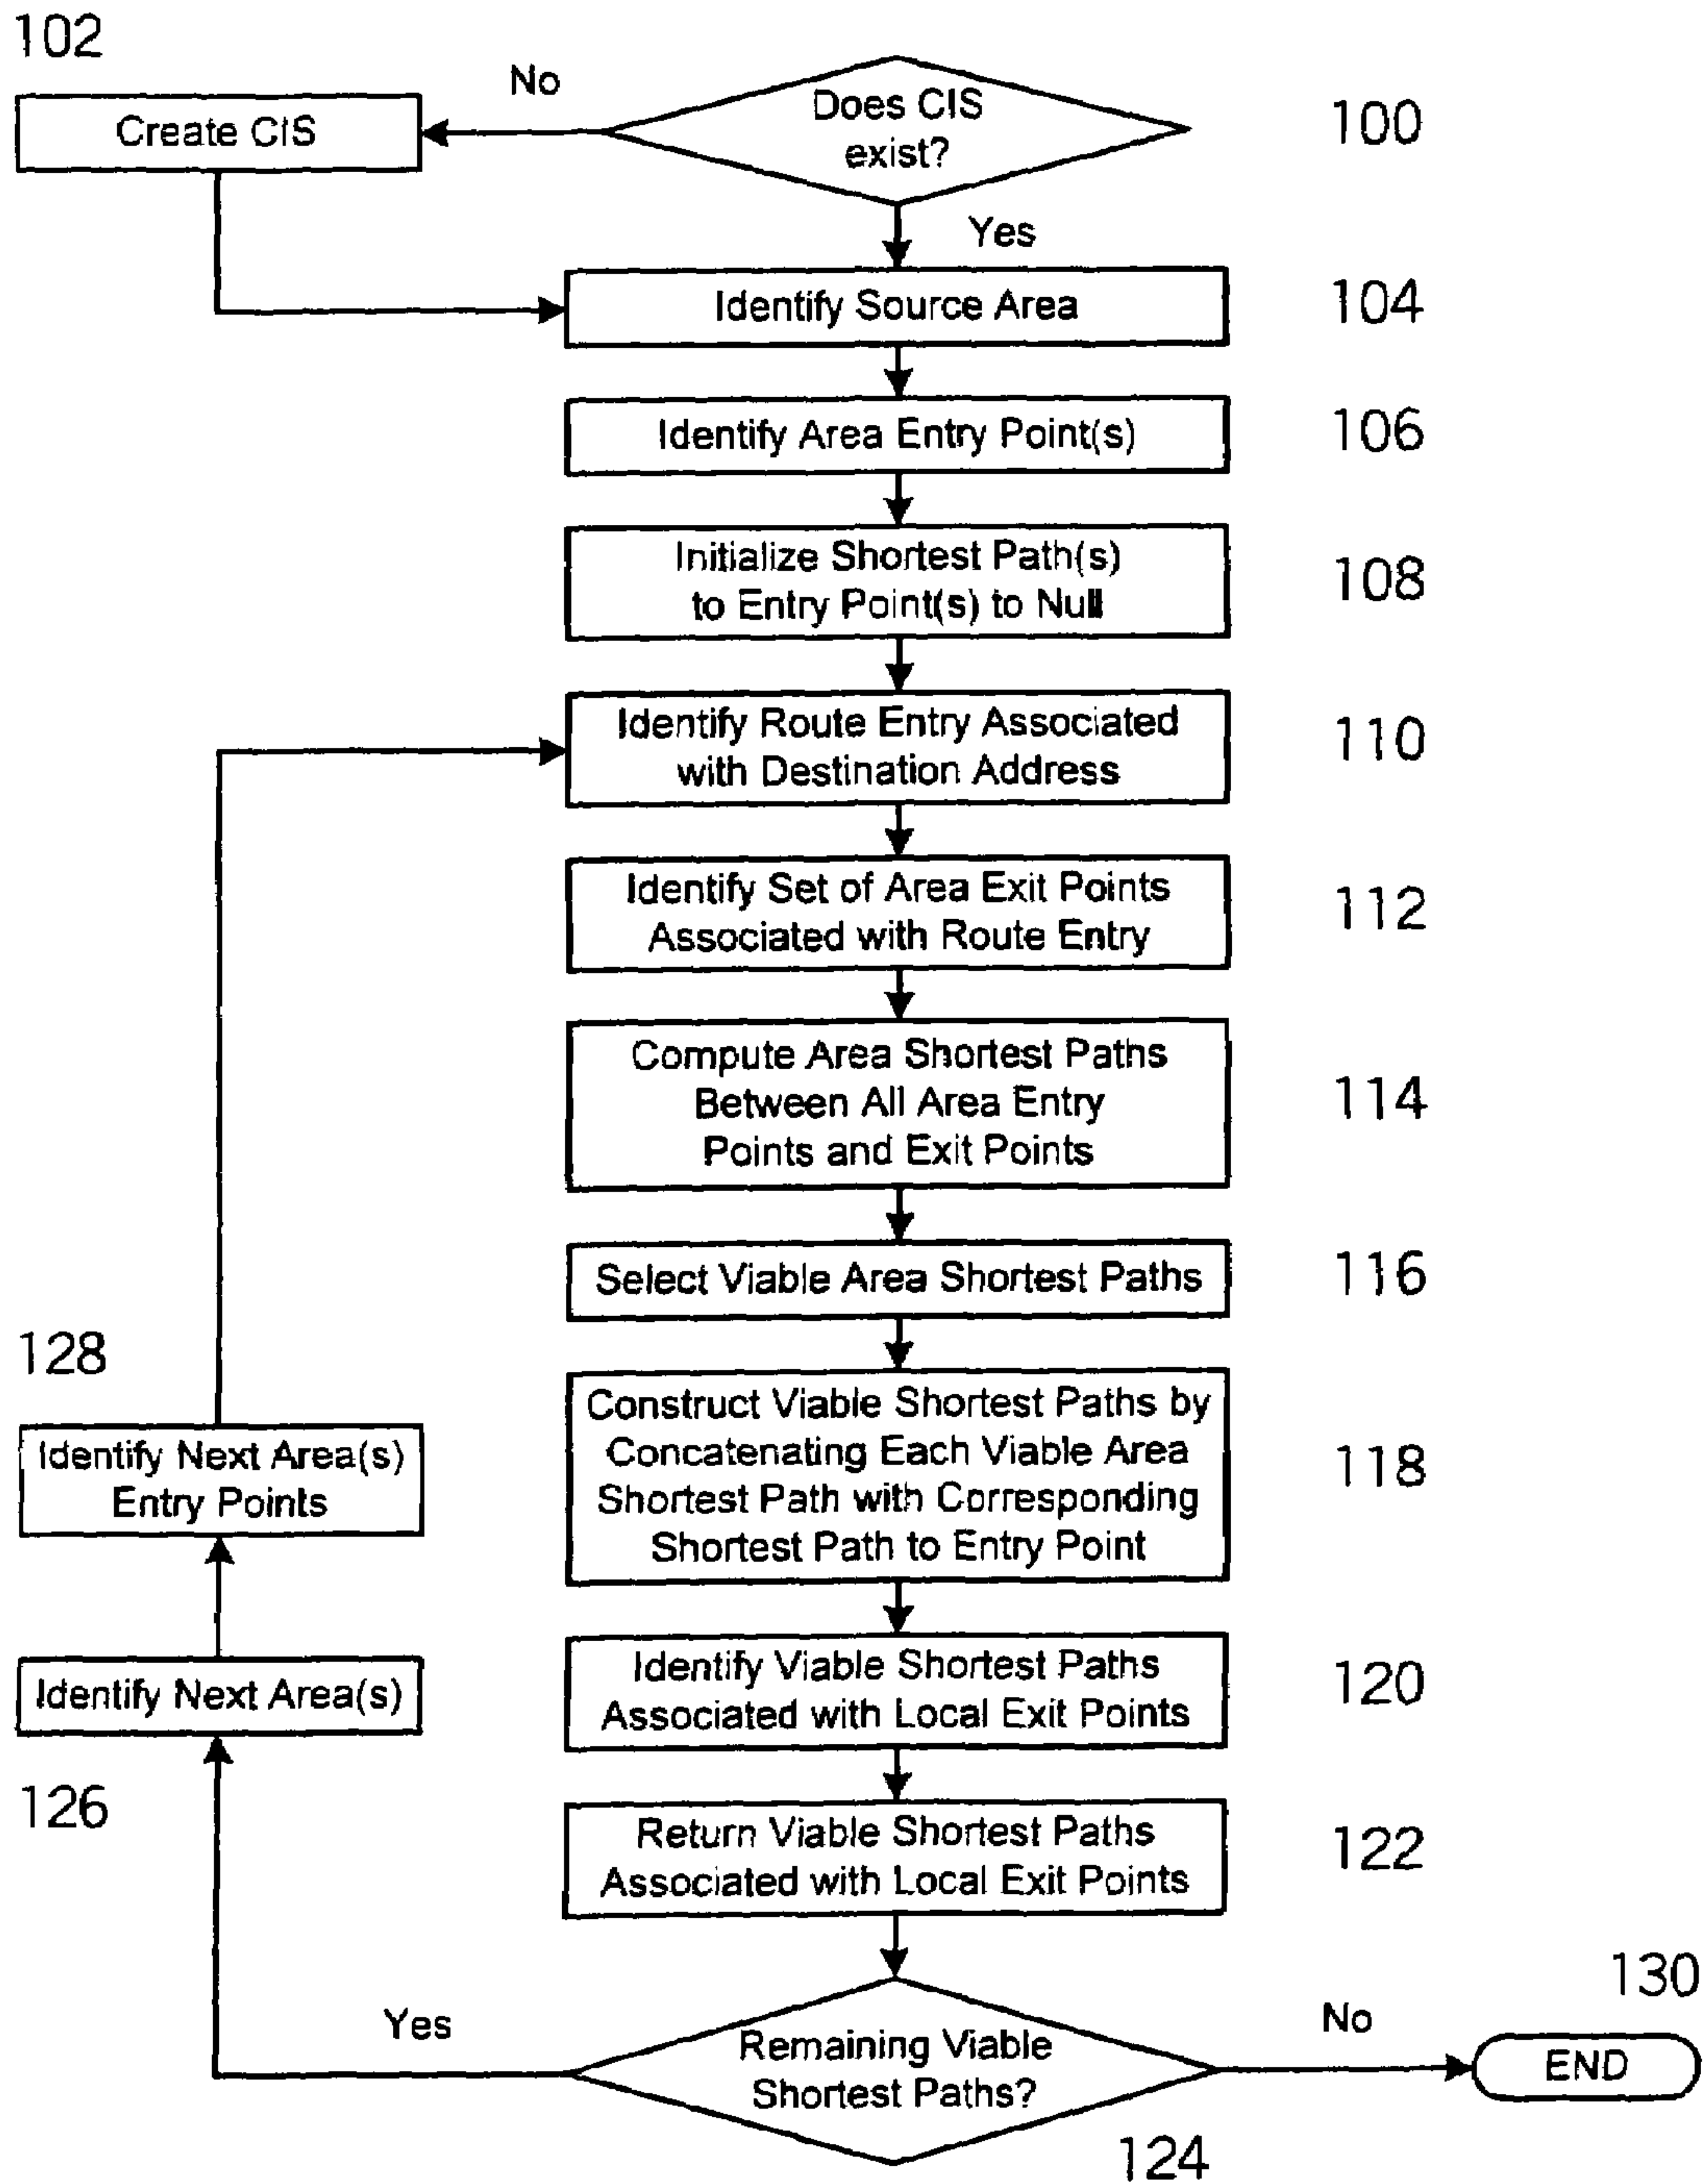 102
No
Does CIS
exist?
100
Create CIS
Yes
Identify Source Area
104
Identify Area Entry Point(s)
106
Initialize Shortest Path(s)
to Entry Point(s) to Null
108
Identify Route Entry Associated
with Destination Address
110
Identify Set of Area Exit Points
Associated with Route Entry
112
Compute Area Shortest Paths
Between All Area Entry
Points and Exit Points
114
Select Viable Area Shortest Paths
116
128
Identify Next Area(s)
Entry Points
Construct Viable Shortest Paths by
Concatenating Each Viable Area
Shortest Path with Corresponding
Shortest Path to Entry Point
118
Identify Next Area(s)
126
Identify Viable Shortest Paths
Associated with Local Exit Points
120
Return Viable Shortest Paths
Associated with Local Exit Points
122
Yes
Remaining Viable
Shortest Paths?
No
130
END
124